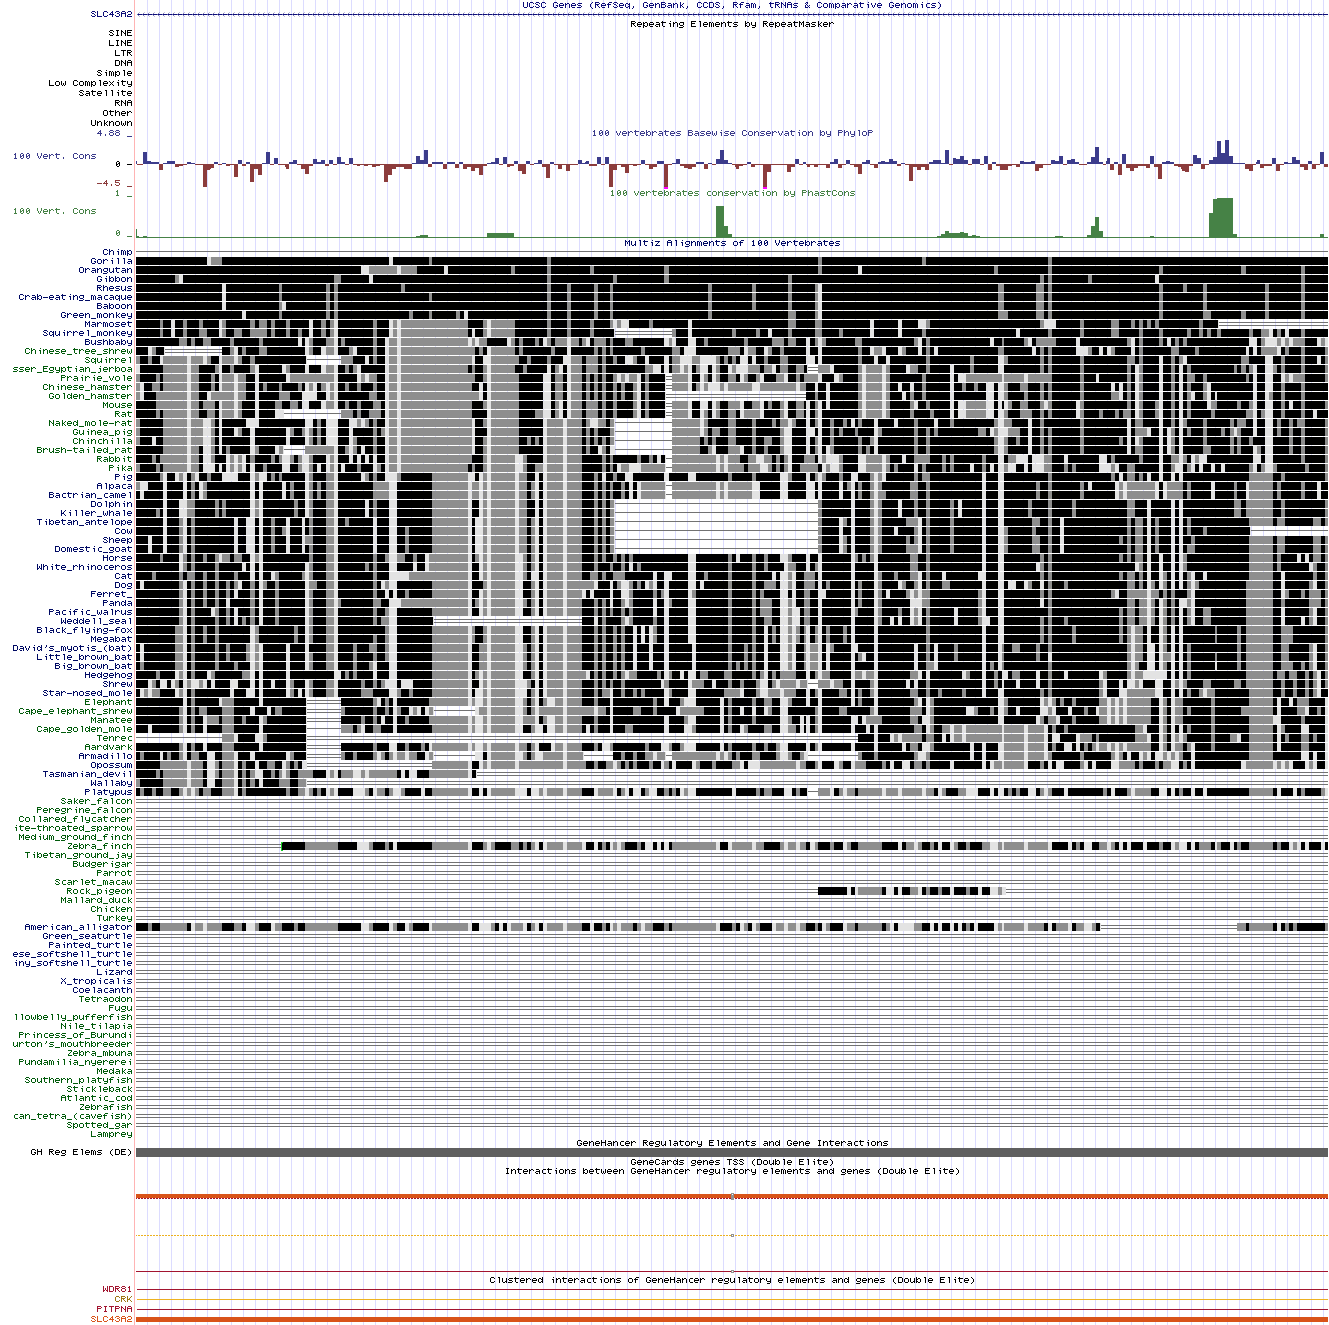 UCSC Genes (RefSeq, GenBank, CCDS, Rfam, tRNAs & Comparative Genomics)
SLC43A2
Repeating Elements by RepeatMasker
SINE
LINE
LTR
DNA
Simple
Low Complexity
Satellite
RNA
Other
Unknown
4.88 _
100 vertebrates Basewise Conservation by PhyloP
100 Vert. Cons
0 _
-4.5 _
100 vertebrates conservation by PhastCons
1 _
100 Vert. Cons
0 _
Multiz Alignments of 100 Vertebrates
Chimp
Gorilla
Orangutan
Gibbon
Rhesus
Crab-eating_macaque
Baboon
Green_monkey
Marmoset
Squirrel_monkey
Bushbaby
Chinese_tree_shrew
Squirrel
sser_Egyptian_jerboa
Prairie_vole
Chinese_hamster
Golden_hamster
Mouse
Rat
Naked_mole-rat
Guinea_pig
Chinchilla
Brush-tailed_rat
Rabbit
Pika
Pig
Alpaca
Bactrian_camel
Dolphin
Killer_whale
Tibetan_antelope
Cow
Sheep
Domestic_goat
Horse
White_rhinoceros
Cat
Dog
Ferret_
Panda
Pacific_walrus
Weddell_seal
Black_flying-fox
Megabat
David's_myotis_(bat)
Little_brown_bat
Big_brown_bat
Hedgehog
Shrew
Star-nosed_mole
Elephant
Cape_elephant_shrew
Manatee
Cape_golden_mole
Tenrec
Aardvark
Armadillo
Opossum
Tasmanian_devil
Wallaby
Platypus
Saker_falcon
Peregrine_falcon
Collared_flycatcher
ite-throated_sparrow
Medium_ground_finch
Zebra_finch
Tibetan_ground_jay
Budgerigar
Parrot
Scarlet_macaw
Rock_pigeon
Mallard_duck
Chicken
Turkey
American_alligator
Green_seaturtle
Painted_turtle
ese_softshell_turtle
iny_softshell_turtle
Lizard
X_tropicalis
Coelacanth
Tetraodon
Fugu
llowbelly_pufferfish
Nile_tilapia
Princess_of_Burundi
urton's_mouthbreeder
Zebra_mbuna
Pundamilia_nyererei
Medaka
Southern_platyfish
Stickleback
Atlantic_cod
Zebrafish
can_tetra_(cavefish)
Spotted_gar
Lamprey
GeneHancer Regulatory Elements and Gene Interactions
GH Reg Elems (DE)
GeneCards genes TSS (Double Elite)
Interactions between GeneHancer regulatory elements and genes (Double Elite)
Clustered interactions of GeneHancer regulatory elements and genes (Double Elite)
WDR81
CRK
PITPNA
SLC43A2